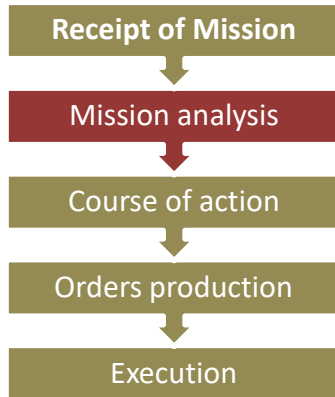 Receipt of Mission
Mission analysis
Course of action
Orders production
Execution